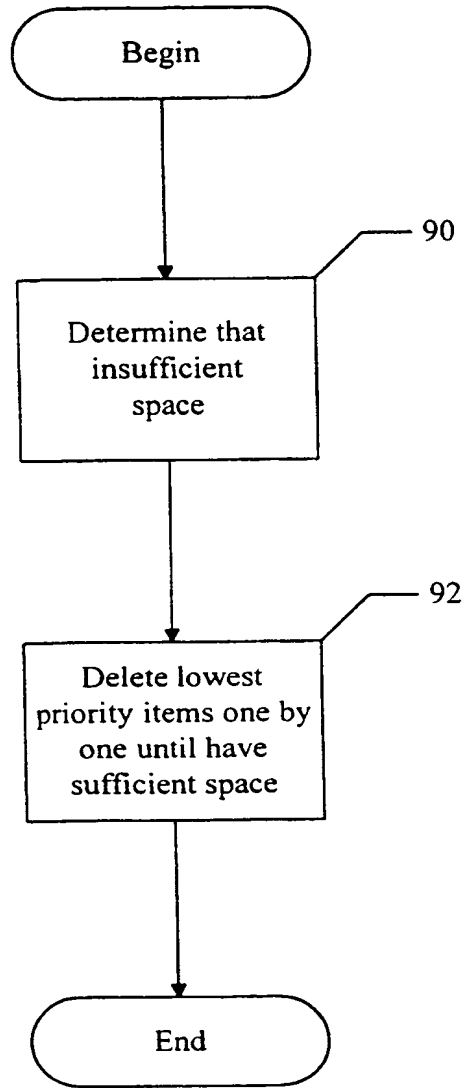 Begin
90
Determine that
insufficient
space
92
Delete lowest
priority items one by
one until have
sufficient space
End